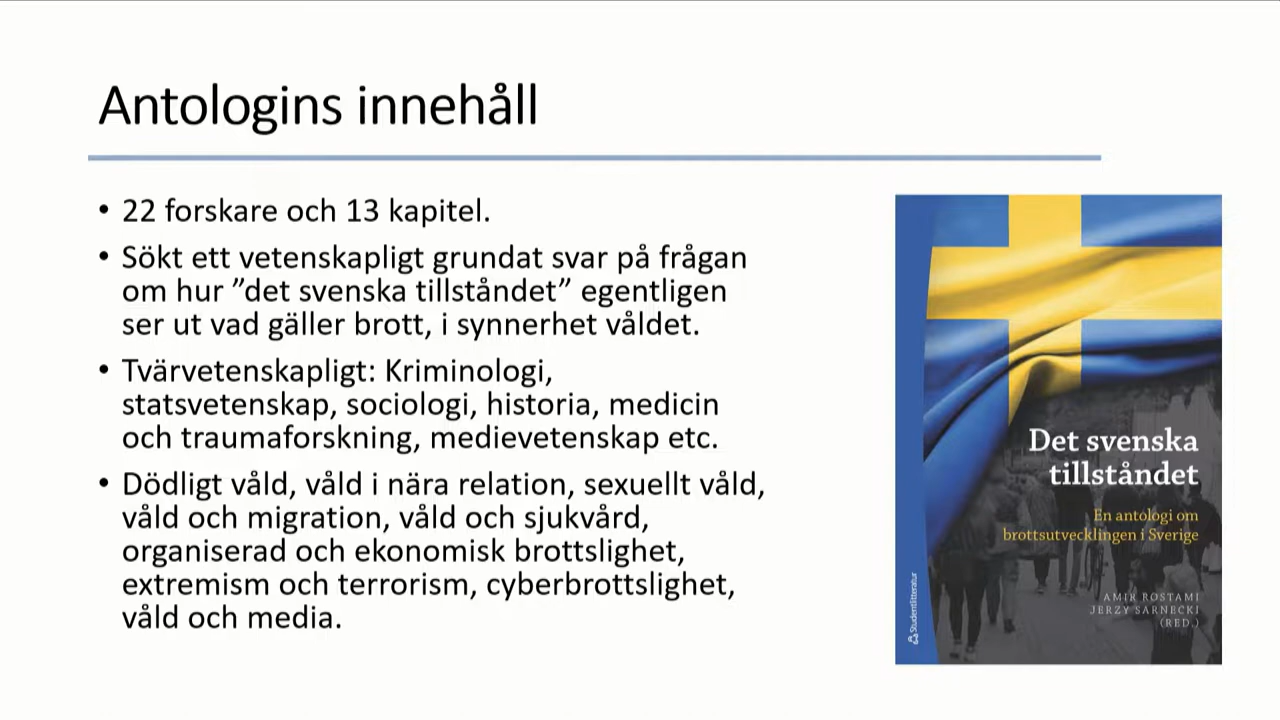 Antologins innehåll
• 22 forskare och 13 kapitel.
• Sökt ett vetenskapligt grundat svar på frågan
om hur ”det svenska tillståndet” egentligen
ser ut vad gäller brott, i synnerhet våldet.
• Tvärvetenskapligt: Kriminologi,
statsvetenskap, sociologi, historia, medicin
och traumaforskning, medievetenskap etc.
• Dödligt våld, våld i nära relation, sexuellt våld,
våld och migration, våld och sjukvård,
organiserad och ekonomisk brottslighet,
extremism och terrorism, cyberbrottslighet,
våld och media.
Det svenska
tillståndet
En antologi om
brottsutvecklingen i Sverige
AMIR ROSTAMI
JERZY SARNECKI
(RED.)
Studentlitteratur